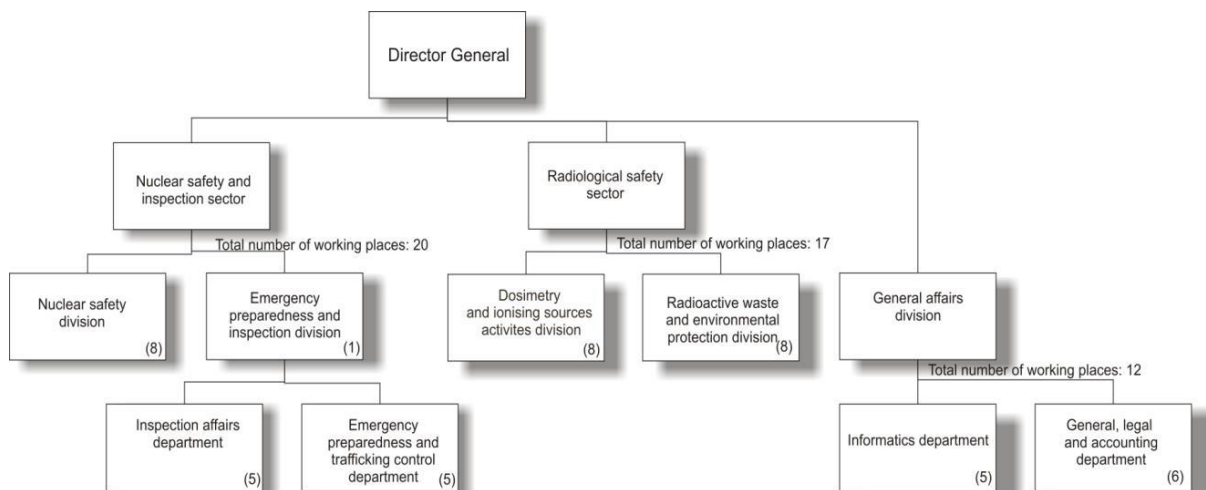 Director General
Nuclear safety and
inspection sector
Radiological safety
sector
Total number of working places: 20
Total number of working places: 17
Nuclear safety
division
(8)
Emergency
preparedness and
inspection division
(1)
Dosimetry
and ionising sources
activites division
(8)
Radioactive waste
and environmental
protection division
(8)
General affairs
division
Total number of working places: 12
Inspection affairs
department
(5)
Emergency
preparedness and
trafficking control
department
(5)
Informatics department
(5)
General, legal
and accounting
department
(6)